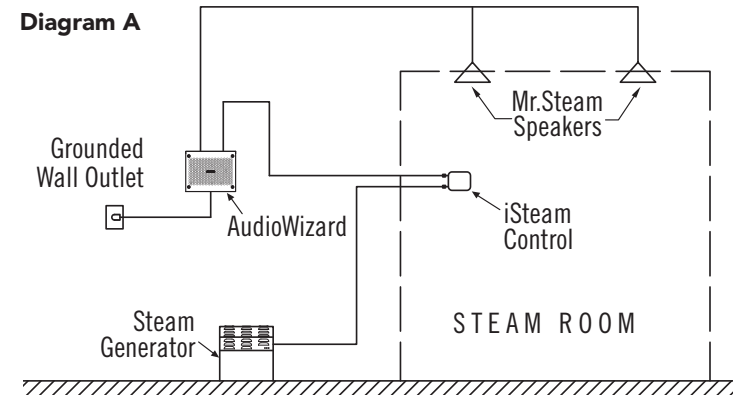 Diagram A
Mr.Steam
Speakers
Grounded
Wall Outlet
AudioWizard
iSteam
Control
Steam
Generator
STEAM ROOM